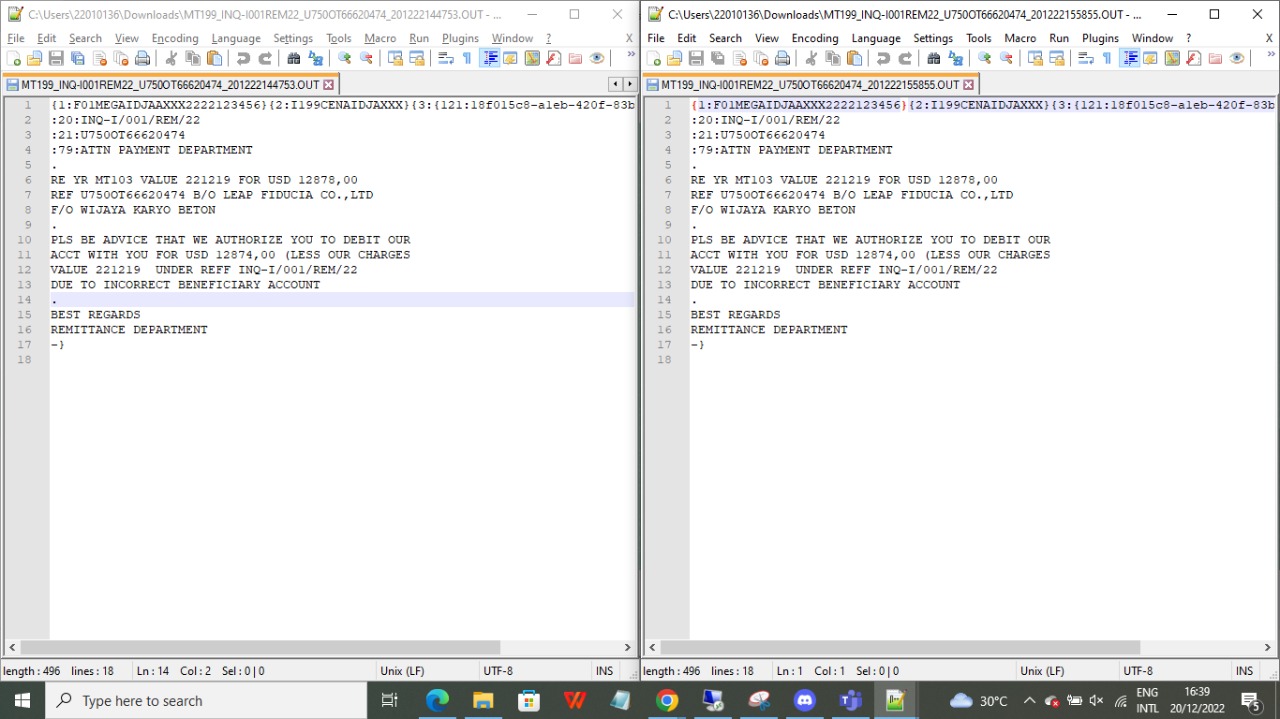 C:\Users\22010136\Downloads\MT199_INQ-I001REM22_U750OT66620474_201222144753.OUT - ...
File Edit Search View Encoding Language Settings Tools Macro Run Plugins Window ? X
MT199_INQ-I001REM22_U750OT66620474_201222144753.OUT
1 {1:F01MEGAIDJAAXXX2222123456}{2:I199CENAIDJAXXX}{3:{121:18f015c8-a1eb-420f-83b
2 :20:INQ-I/001/REM/22
3 :21:U750OT66620474
4 :79:ATTN PAYMENT DEPARTMENT
5 .
6 RE YR MT103 VALUE 221219 FOR USD 12878,00
7 REF U750OT66620474 B/O LEAP FIDUCIA CO.,LTD
8 F/O WIJAYA KARYO BETON
9 .
10 PLS BE ADVICE THAT WE AUTHORIZE YOU TO DEBIT OUR
11 ACCT WITH YOU FOR USD 12874,00 (LESS OUR CHARGES
12 VALUE 221219  UNDER REFF INQ-I/001/REM/22
13 DUE TO INCORRECT BENEFICIARY ACCOUNT
14 .
15 BEST REGARDS
16 REMITTANCE DEPARTMENT
17 -}
18
length : 496 lines : 18 Ln : 14 Col : 2 Sel : 0 | 0 Unix (LF) UTF-8 INS
C:\Users\22010136\Downloads\MT199_INQ-I001REM22_U750OT66620474_201222155855.OUT - ...
File Edit Search View Encoding Language Settings Tools Macro Run Plugins Window ? X
MT199_INQ-I001REM22_U750OT66620474_201222155855.OUT
1 {1:F01MEGAIDJAAXXX2222123456}{2:I199CENAIDJAXXX}{3:{121:18f015c8-a1eb-420f-83b
2 :20:INQ-I/001/REM/22
3 :21:U750OT66620474
4 :79:ATTN PAYMENT DEPARTMENT
5 .
6 RE YR MT103 VALUE 221219 FOR USD 12878,00
7 REF U750OT66620474 B/O LEAP FIDUCIA CO.,LTD
8 F/O WIJAYA KARYO BETON
9 .
10 PLS BE ADVICE THAT WE AUTHORIZE YOU TO DEBIT OUR
11 ACCT WITH YOU FOR USD 12874,00 (LESS OUR CHARGES
12 VALUE 221219  UNDER REFF INQ-I/001/REM/22
13 DUE TO INCORRECT BENEFICIARY ACCOUNT
14 .
15 BEST REGARDS
16 REMITTANCE DEPARTMENT
17 -}
18
length : 496 lines : 18 Ln : 1 Col : 1 Sel : 0 | 0 Unix (LF) UTF-8 INS
Type here to search
30°C
ENG
INTL
16:39
20/12/2022
5